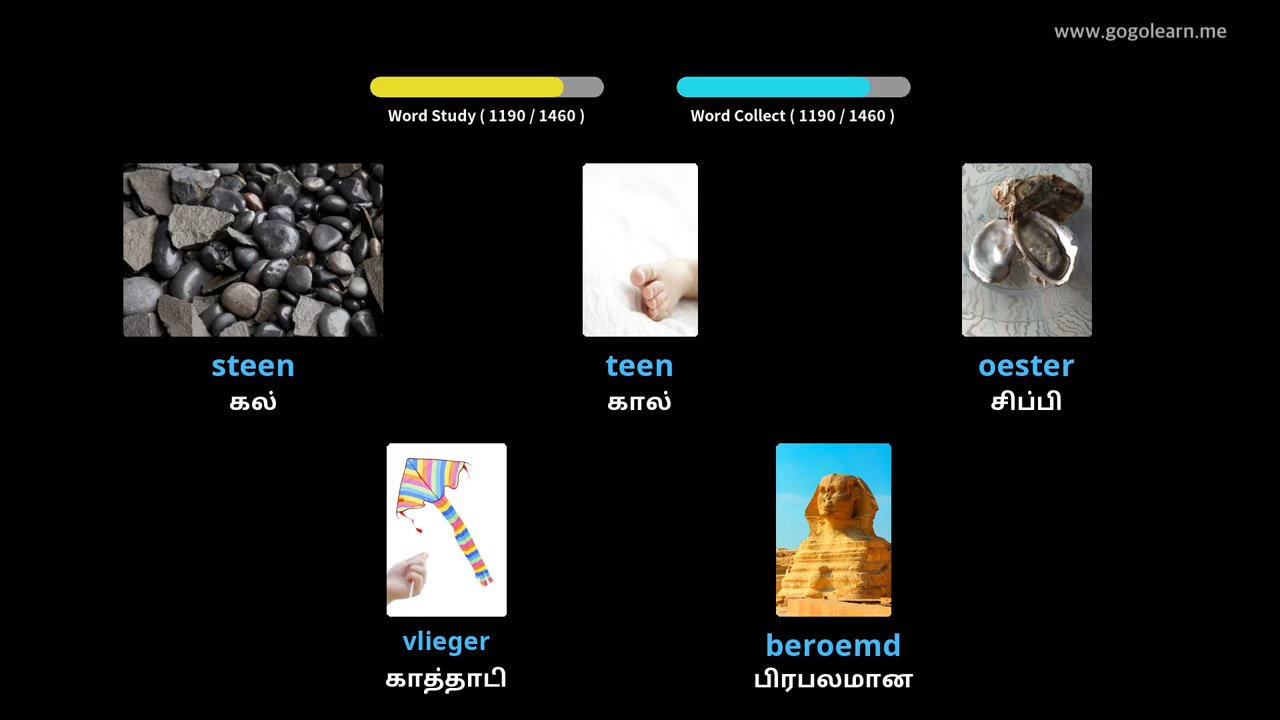 www.gogolearn.me
Word Study ( 1190 / 1460 )
Word Collect ( 1190 / 1460 )
steen
கல்
teen
கால்
oester
சிப்பி
vlieger
காத்தாடி
beroemd
பிரபலமான